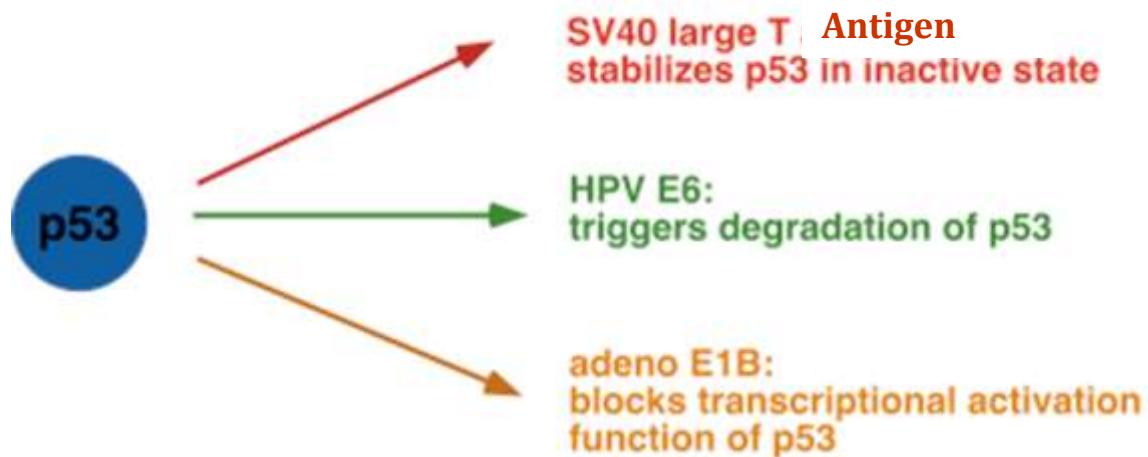 SV40 large T Antigen
stabilizes p53 in inactive state
p53
HPV E6:
triggers degradation of p53
adeno E1B:
blocks transcriptional activation
function of p53